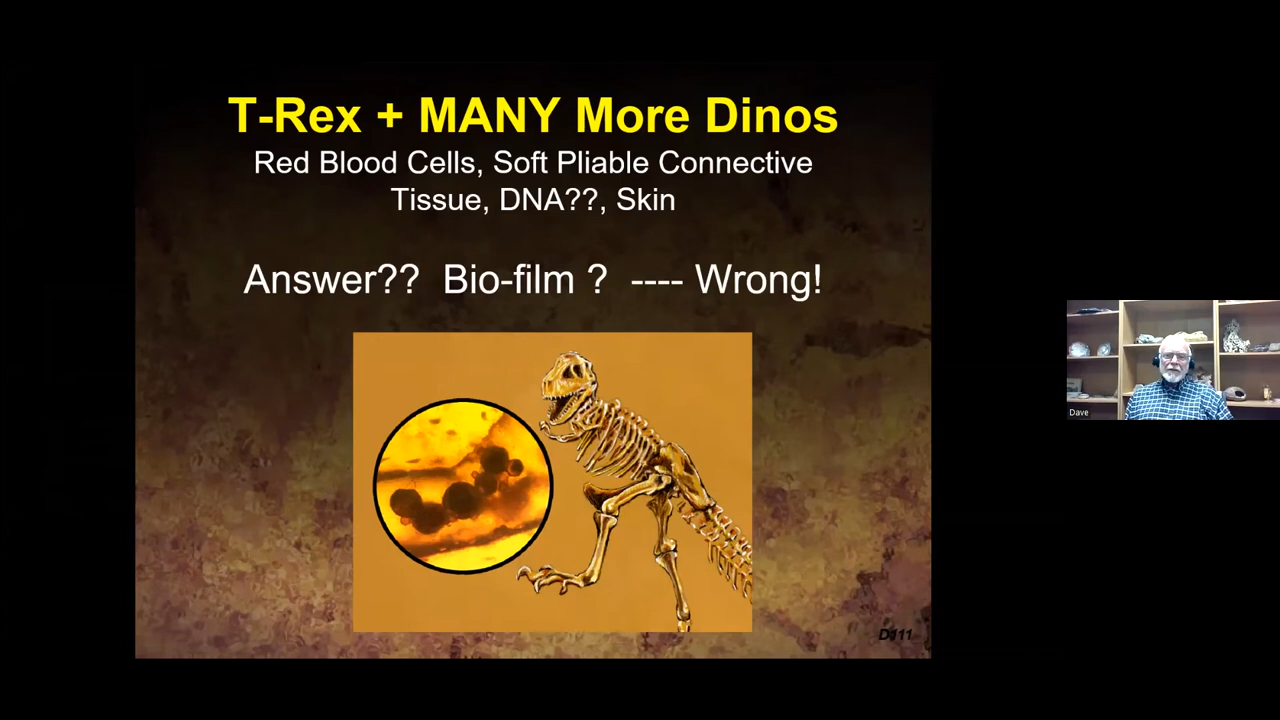 T-Rex + MANY More Dinos
Red Blood Cells, Soft Pliable Connective
Tissue, DNA??, Skin
Answer?? Bio-film ? ---- Wrong!
Dave
D111